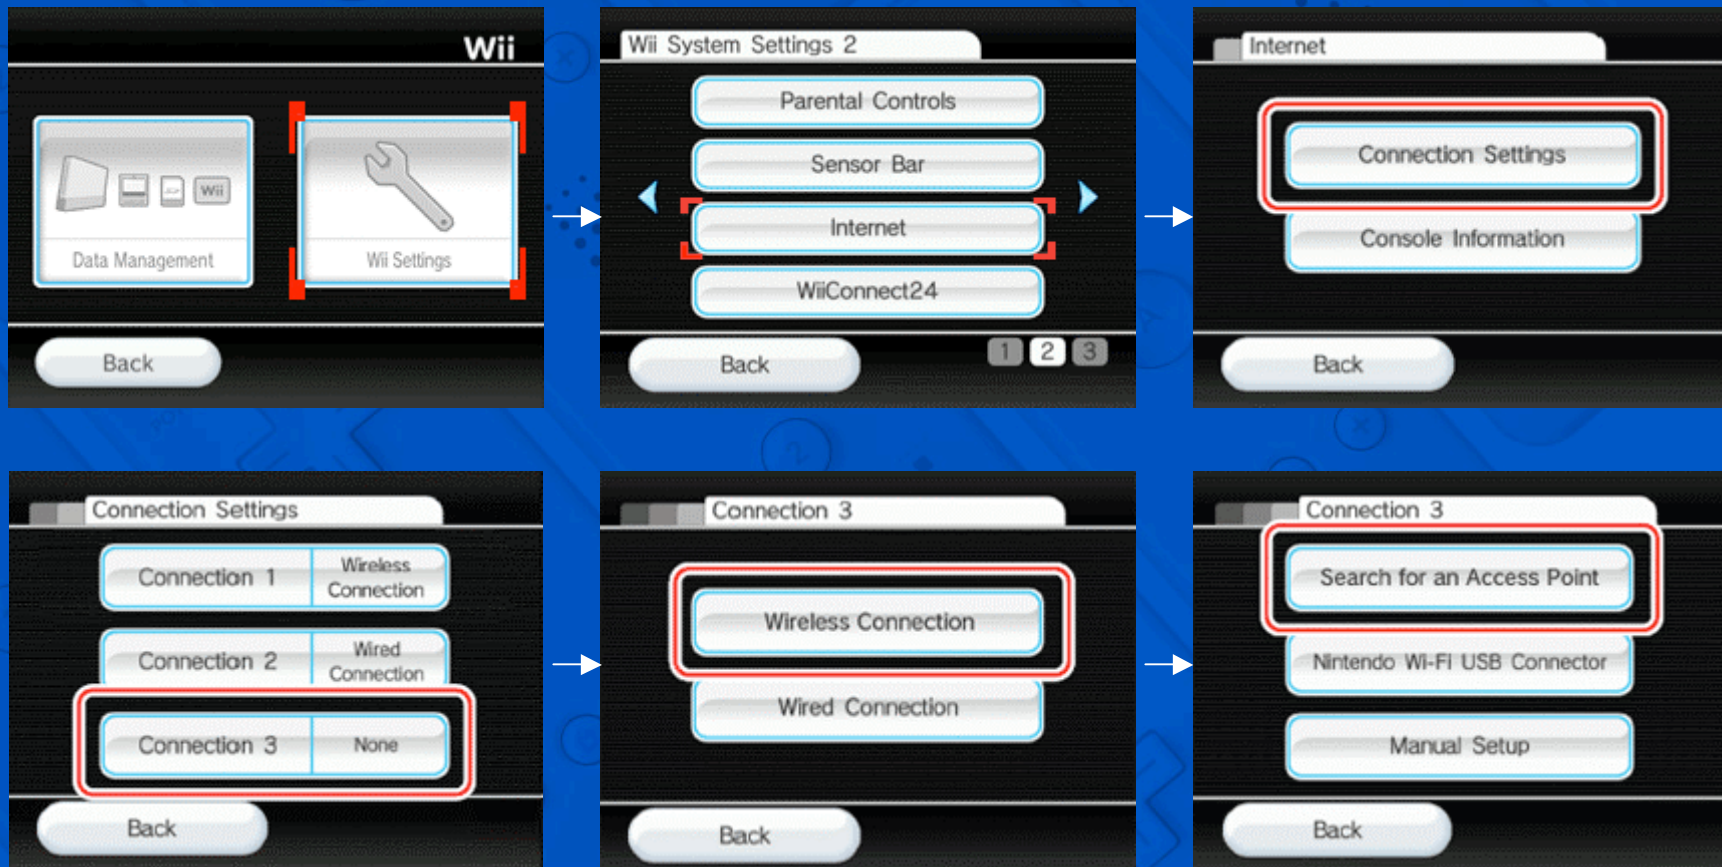 Wii
Wii
Data Management
Wii Settings
Back
Wii System Settings 2
Parental Controls
Sensor Bar
Internet
WiiConnect24
Back
1 2 3
Internet
Connection Settings
Console Information
Back
Connection Settings
Connection 1
Wireless
Connection
Connection 2
Wired
Connection
Connection 3
None
Back
Connection 3
Wireless Connection
Wired Connection
Back
Connection 3
Search for an Access Point
Nintendo Wi-Fi USB Connector
Manual Setup
Back